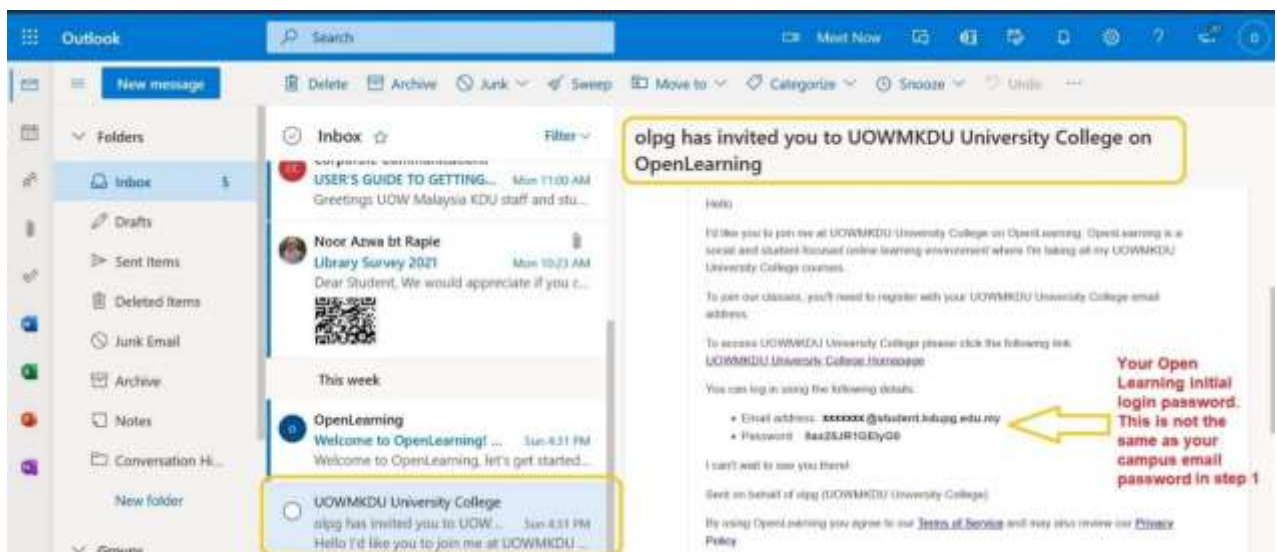 Outlook
Search
Meet Now
New message
Delete
Archive
Junk
Sweep
Move to
Categorize
Snooze
Undo
Folders
Inbox 5
Drafts
Sent Items
Deleted Items
Junk Email
Archive
Notes
Conversation Hi...
New folder
Groups
Inbox
Filter
Corporate Communications
USER'S GUIDE TO GETTING... Mon 11:00 AM
Greetings UOW Malaysia KDU staff and stu...
Noor Azwa bt Rapie
Library Survey 2021 Mon 10:23 AM
Dear Student, We would appreciate if you c...
This week
OpenLearning
Welcome to OpenLearning! ... Sun 4:31 PM
Welcome to OpenLearning, let's get started...
UOWMKDU University College
olpg has invited you to UOW... Sun 4:31 PM
Hello I'd like you to join me at UOWMKDU ...
olpg has invited you to UOWMKDU University College on
OpenLearning
Hello
I'd like you to join me at UOWMKDU University College on OpenLearning. OpenLearning is a
social and student-focused online learning environment where I'm taking all my UOWMKDU
University College courses.
To join our classes, you'll need to register with your UOWMKDU University College email
address.
To access UOWMKDU University College please click the following link
UOWMKDU University College Homepage
You can log in using the following details:
• Email address: xxxxxxx@student.kdupg.edu.my
• Password:
I can't wait to see you there!
Sent on behalf of olpg (UOWMKDU University College)
By using OpenLearning you agree to our Terms of Service and may also review our Privacy
Policy
Your Open
Learning initial
login password.
This is not the
same as your
campus email
password in step 1